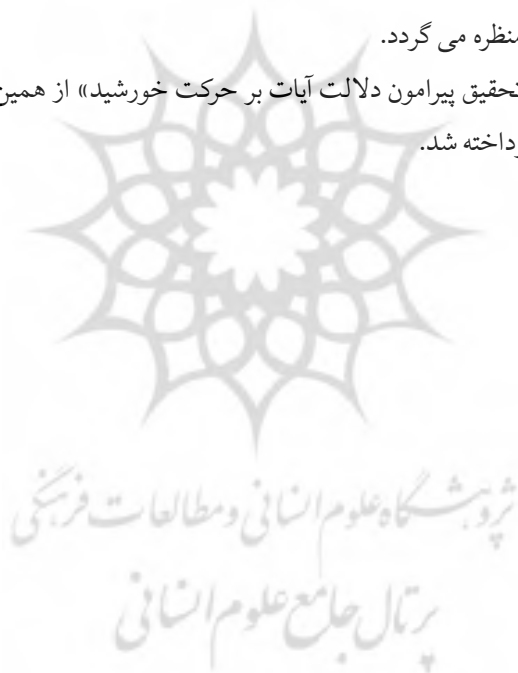 منظره می گردد.
تحقیق پیرامون دلالت آیات بر حرکت خورشید» از همین
رداخته شد.
پژوهشگاه علوم انسانی و مطالعات فرهنگی
پرتال جامع علوم انسانی